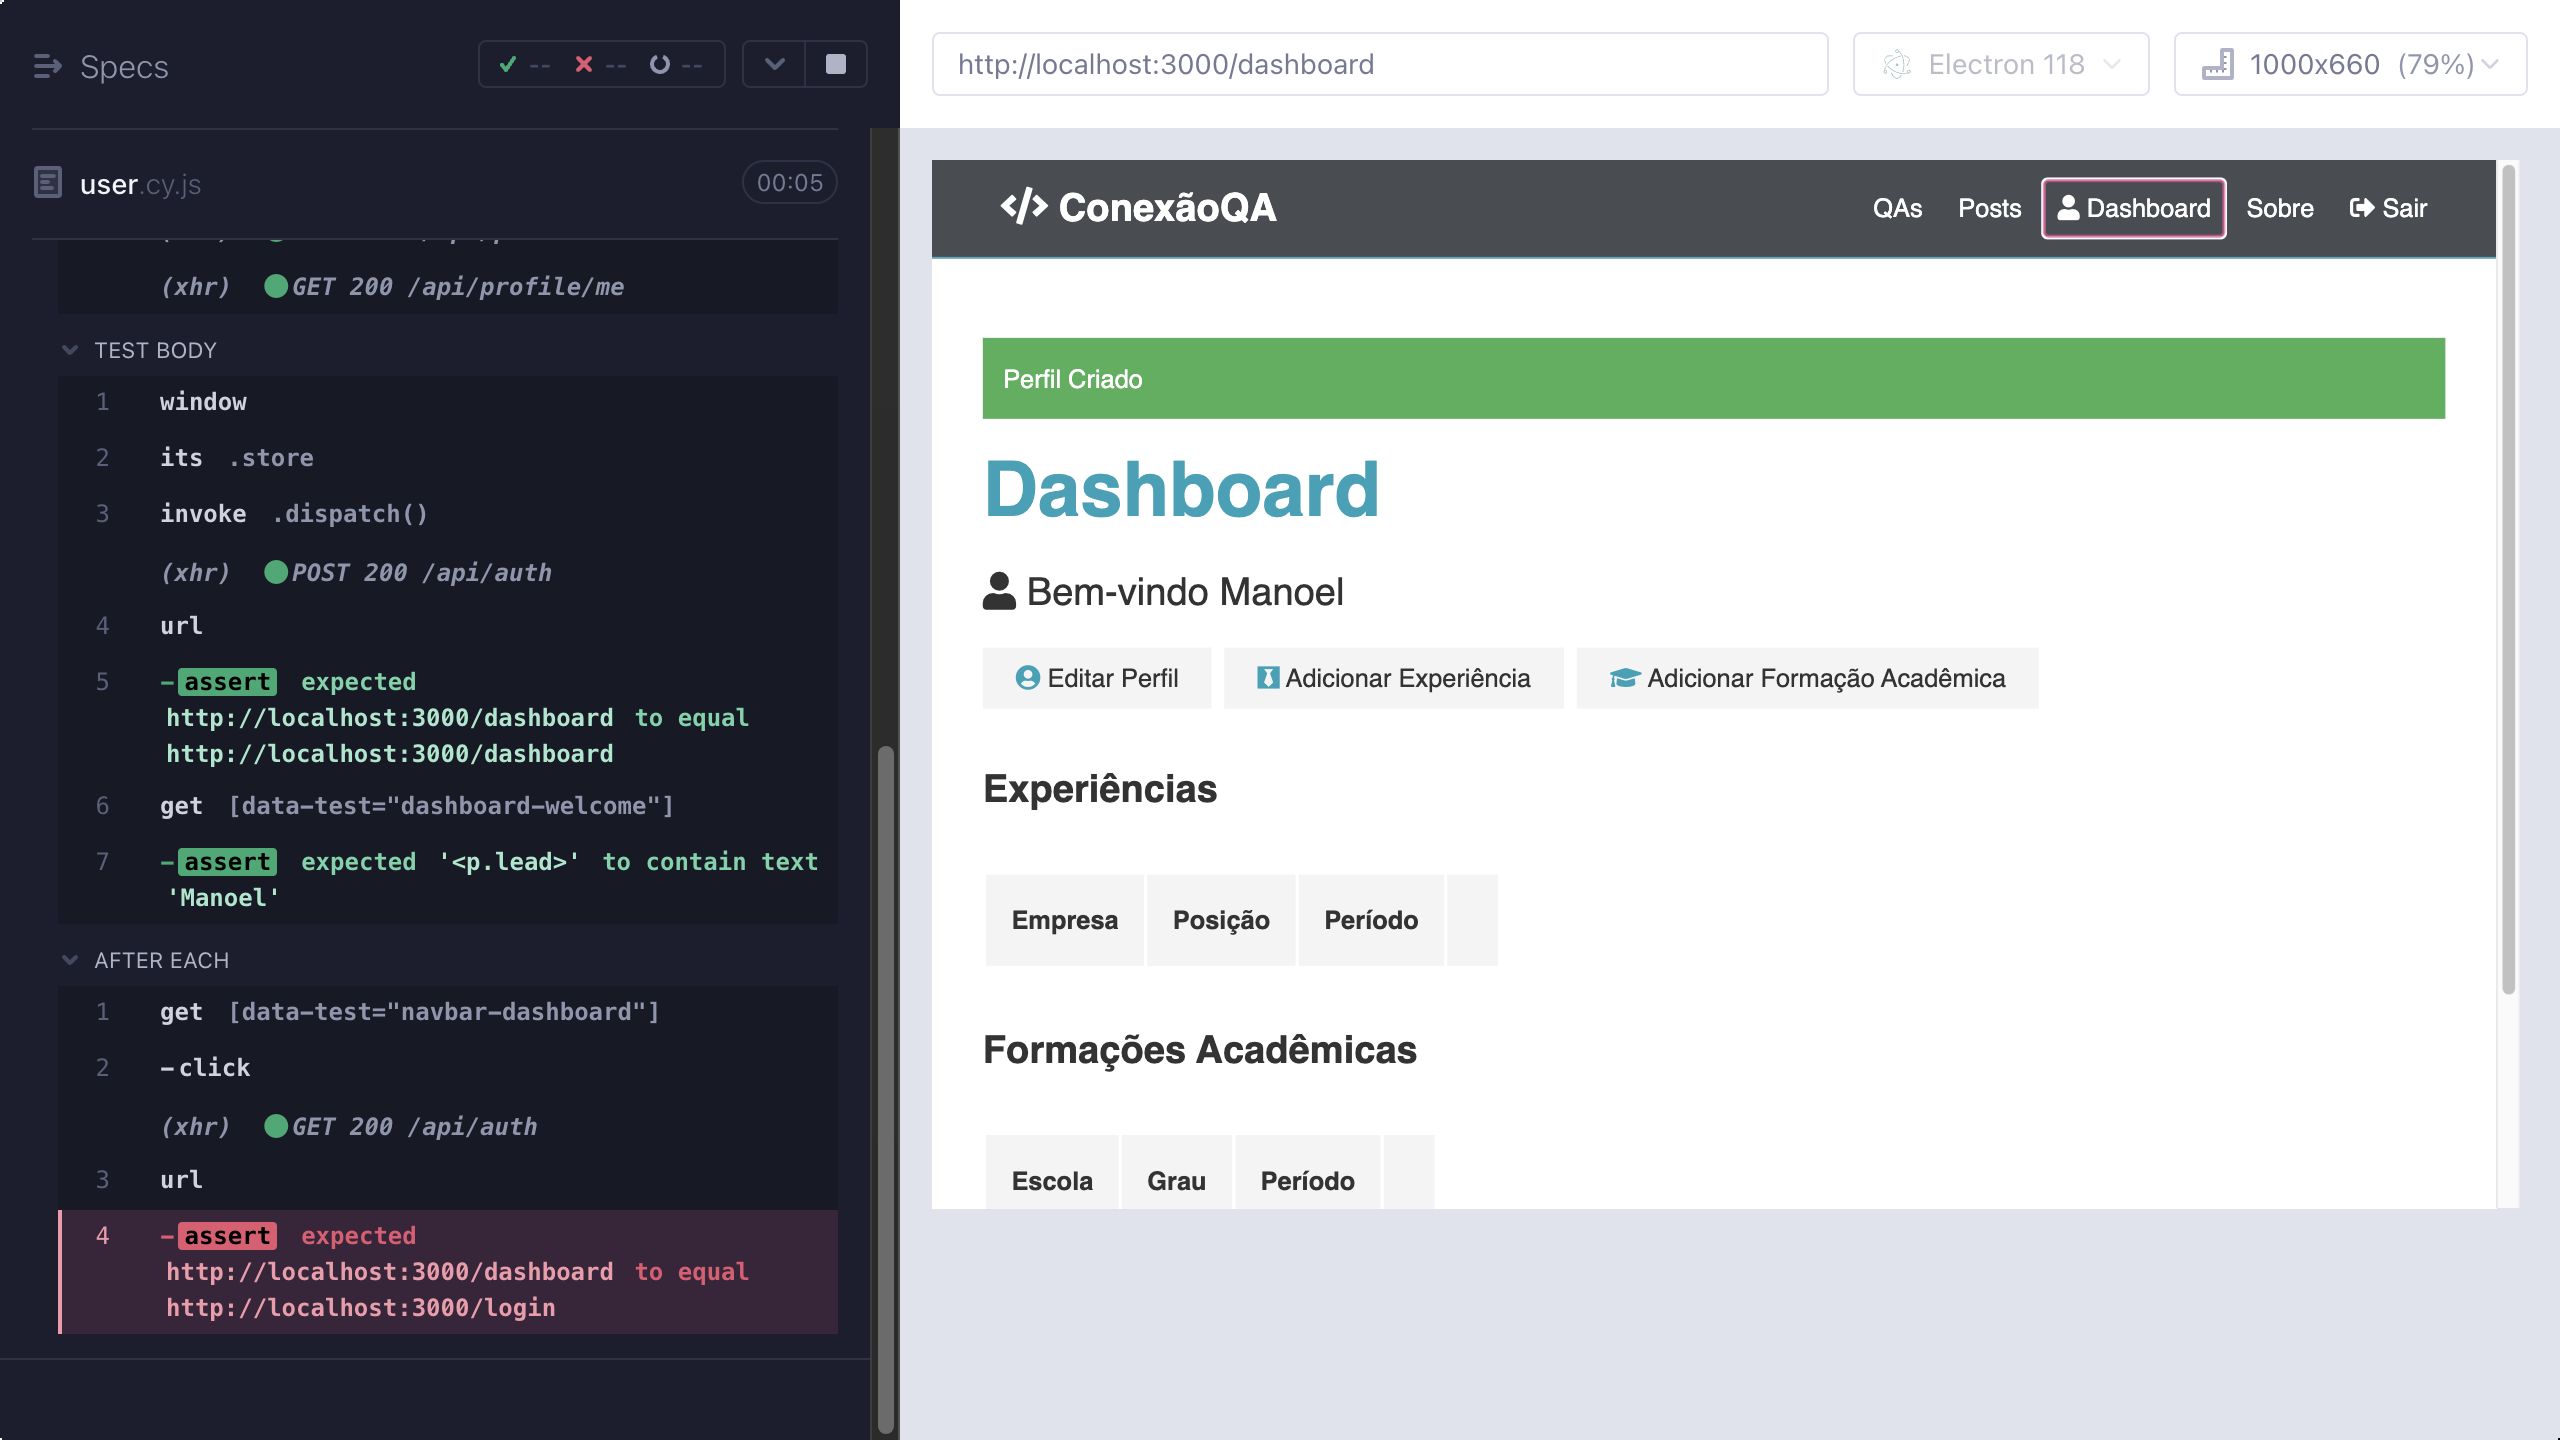 Specs
-- -- --
user.cy.js 00:05
(xhr) GET 200 /api/profile/me
TEST BODY
1 window
2 its .store
3 invoke .dispatch()
(xhr) POST 200 /api/auth
4 url
5 -assert expected
http://localhost:3000/dashboard to equal
http://localhost:3000/dashboard
6 get [data-test="dashboard-welcome"]
7 -assert expected '<p.lead>' to contain text
'Manoel'
AFTER EACH
1 get [data-test="navbar-dashboard"]
2 -click
(xhr) GET 200 /api/auth
3 url
4 -assert expected
http://localhost:3000/dashboard to equal
http://localhost:3000/login
http://localhost:3000/dashboard
Electron 118
1000x660 (79%)
</> ConexãoQA
QAs Posts Dashboard Sobre Sair
Perfil Criado
Dashboard
Bem-vindo Manoel
Editar Perfil Adicionar Experiência Adicionar Formação Acadêmica
Experiências
Empresa Posição Período
Formações Acadêmicas
Escola Grau Período